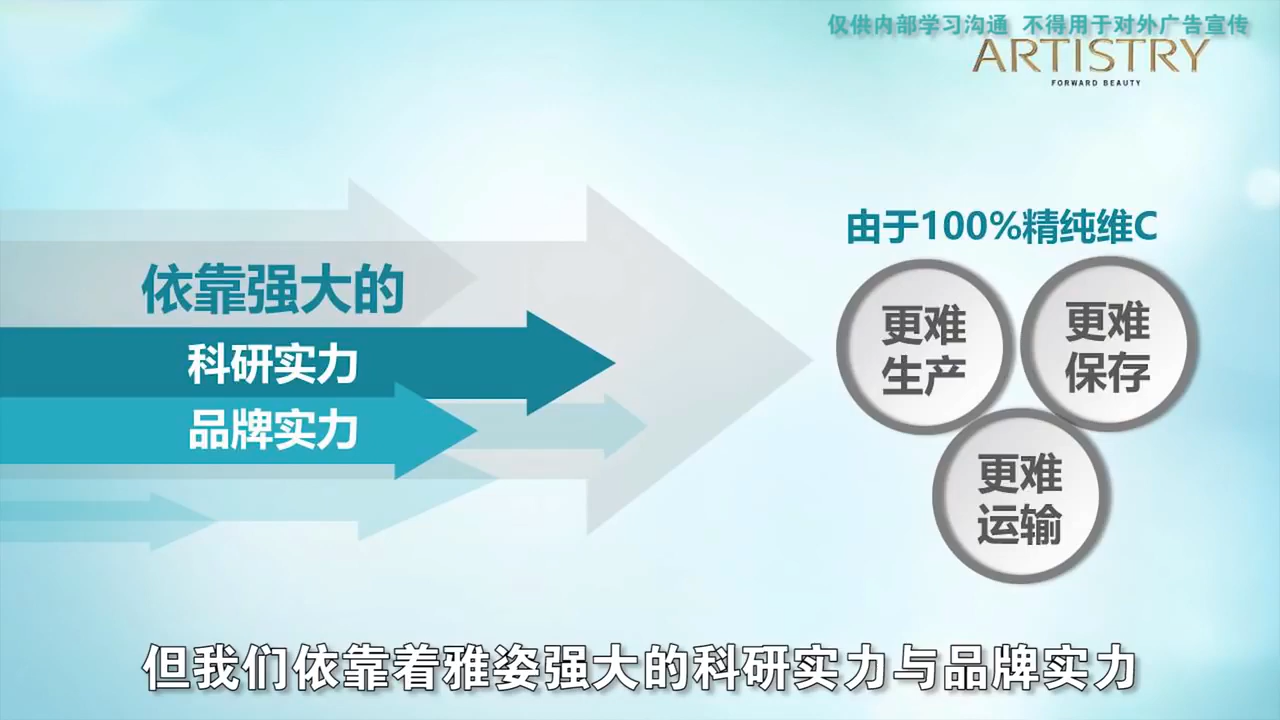 仅供内部学习沟通 不得用于对外广告宣传
ARTISTRY
FORWARD BEAUTY
依靠强大的
科研实力
品牌实力
由于100%精纯维C
更难
生产
更难
保存
更难
运输
但我们依靠着雅姿强大的科研实力与品牌实力